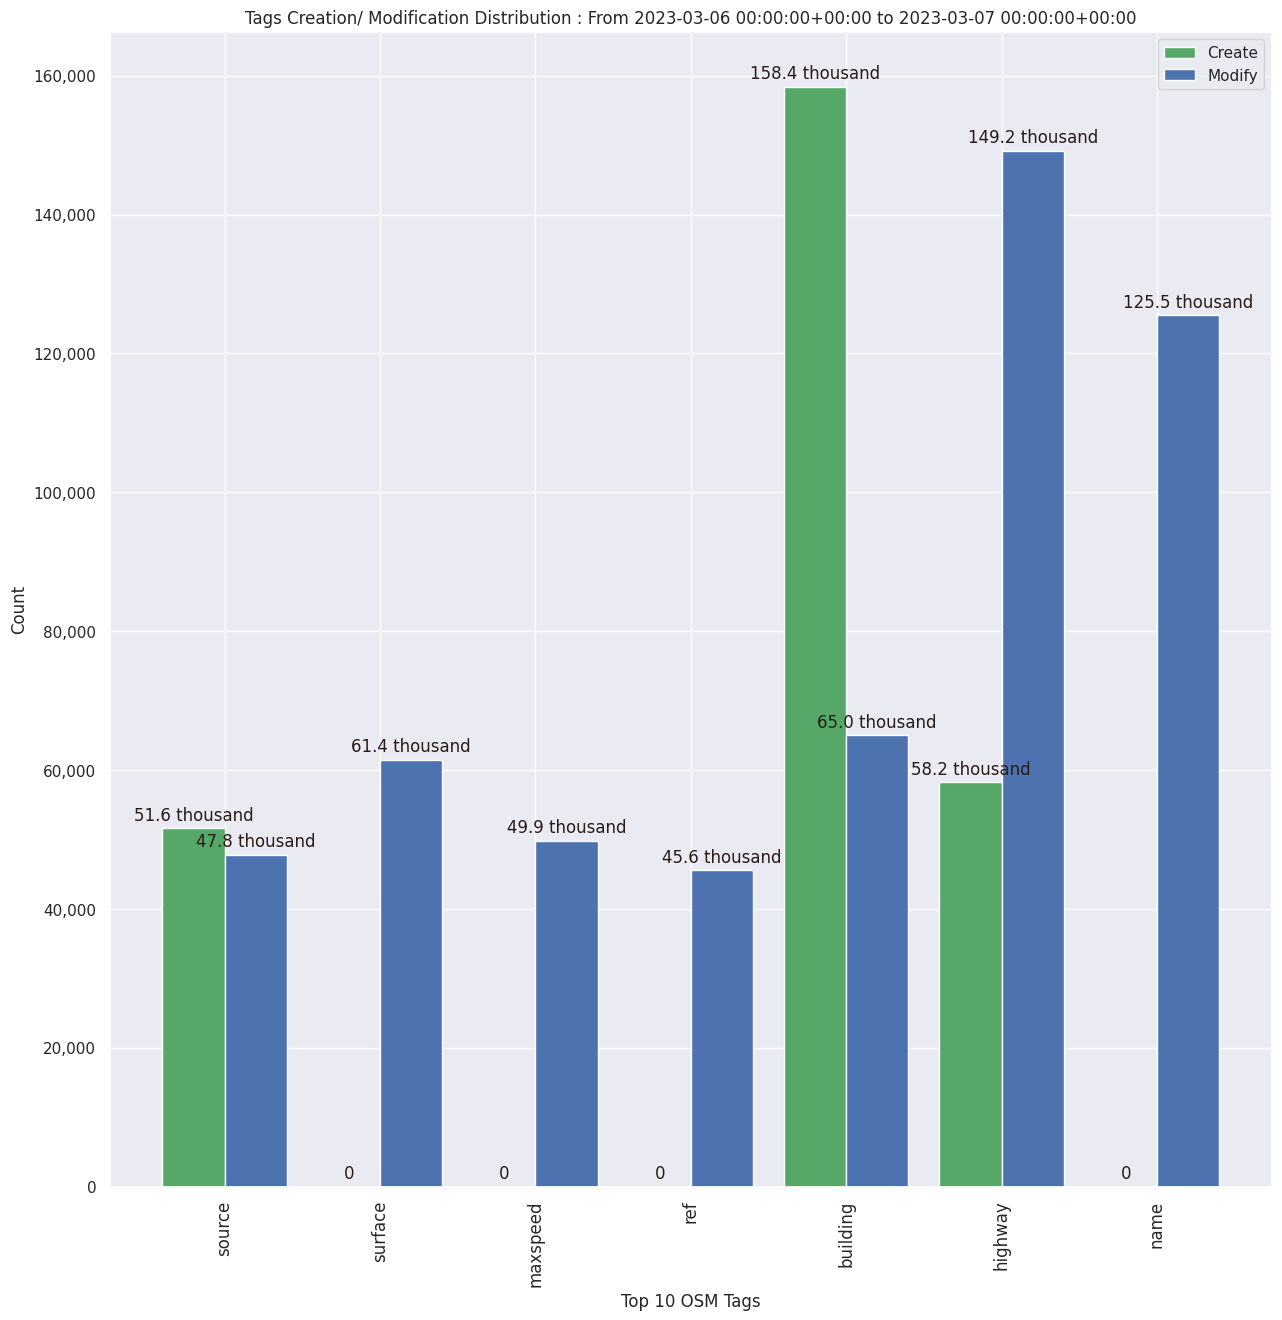 Tags Creation/ Modification Distribution : From 2023-03-06 00:00:00+00:00 to 2023-03-07 00:00:00+00:00
Create
Modify
160,000
140,000
120,000
100,000
80,000
60,000
40,000
20,000
0
Count
158.4 thousand
149.2 thousand
125.5 thousand
65.0 thousand
61.4 thousand
58.2 thousand
51.6 thousand
47.8 thousand
49.9 thousand
45.6 thousand
0
0
0
0
source
surface
maxspeed
ref
building
highway
name
Top 10 OSM Tags